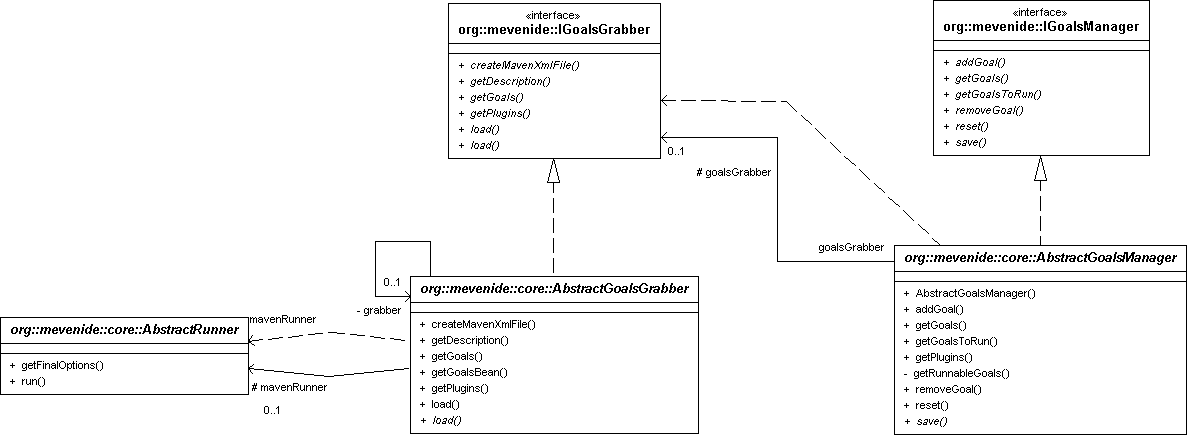 «interface»
org::mevenide::IGoalsGrabber
+ createMavenXmlFile()
+ getDescription()
+ getGoals()
+ getPlugins()
+ load()
+ load()
«interface»
org::mevenide::IGoalsManager
+ addGoal()
+ getGoals()
+ getGoalsToRun()
+ removeGoal()
+ reset()
+ save()
0..1
# goalsGrabber
goalsGrabber
0..1
- grabber
org::mevenide::core::AbstractGoalsGrabber
+ createMavenXmlFile()
+ getDescription()
+ getGoals()
+ getGoalsBean()
+ getPlugins()
+ load()
+ load()
org::mevenide::core::AbstractGoalsManager
+ AbstractGoalsManager()
+ addGoal()
+ getGoals()
+ getGoalsToRun()
+ getPlugins()
- getRunnableGoals()
+ removeGoal()
+ reset()
+ save()
org::mevenide::core::AbstractRunner
+ getFinalOptions()
+ run()
mavenRunner
# mavenRunner
0..1